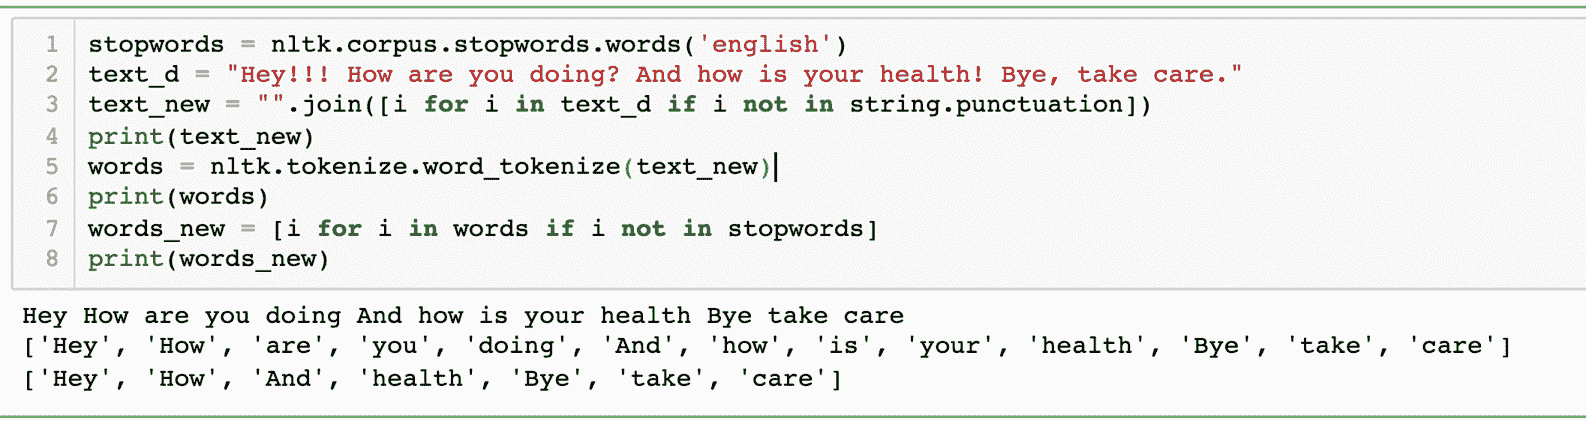 1 stopwords = nltk.corpus.stopwords.words('english')
2 text_d = "Hey!!! How are you doing? And how is your health! Bye, take care."
3 text_new = "".join([i for i in text_d if i not in string.punctuation])
4 print(text_new)
5 words = nltk.tokenize.word_tokenize(text_new)
6 print(words)
7 words_new = [i for i in words if i not in stopwords]
8 print(words_new)
Hey How are you doing And how is your health Bye take care
['Hey', 'How', 'are', 'you', 'doing', 'And', 'how', 'is', 'your', 'health', 'Bye', 'take', 'care']
['Hey', 'How', 'And', 'health', 'Bye', 'take', 'care']